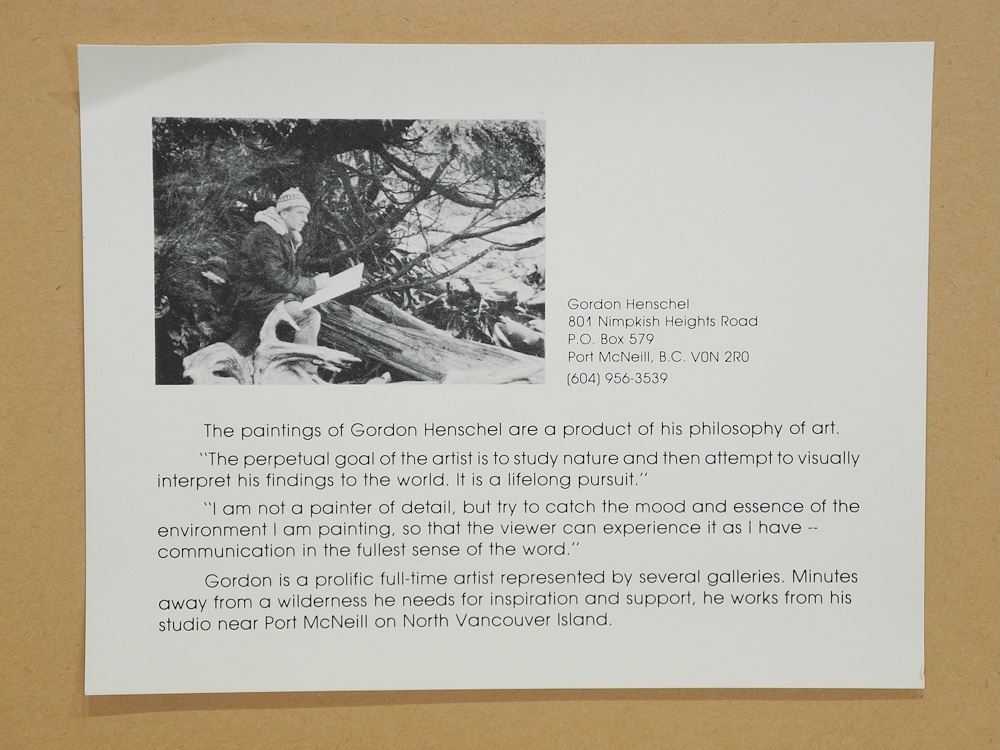 Gordon Henschel
801 Nimpkish Heights Road
P.O. Box 579
Port McNeill, B.C. V0N 2R0
(604) 956-3539
The paintings of Gordon Henschel are a product of his philosophy of art.
"The perpetual goal of the artist is to study nature and then attempt to visually
interpret his findings to the world. It is a lifelong pursuit."
"I am not a painter of detail, but try to catch the mood and essence of the
environment I am painting, so that the viewer can experience it as I have --
communication in the fullest sense of the word."
Gordon is a prolific full-time artist represented by several galleries. Minutes
away from a wilderness he needs for inspiration and support, he works from his
studio near Port McNeill on North Vancouver Island.